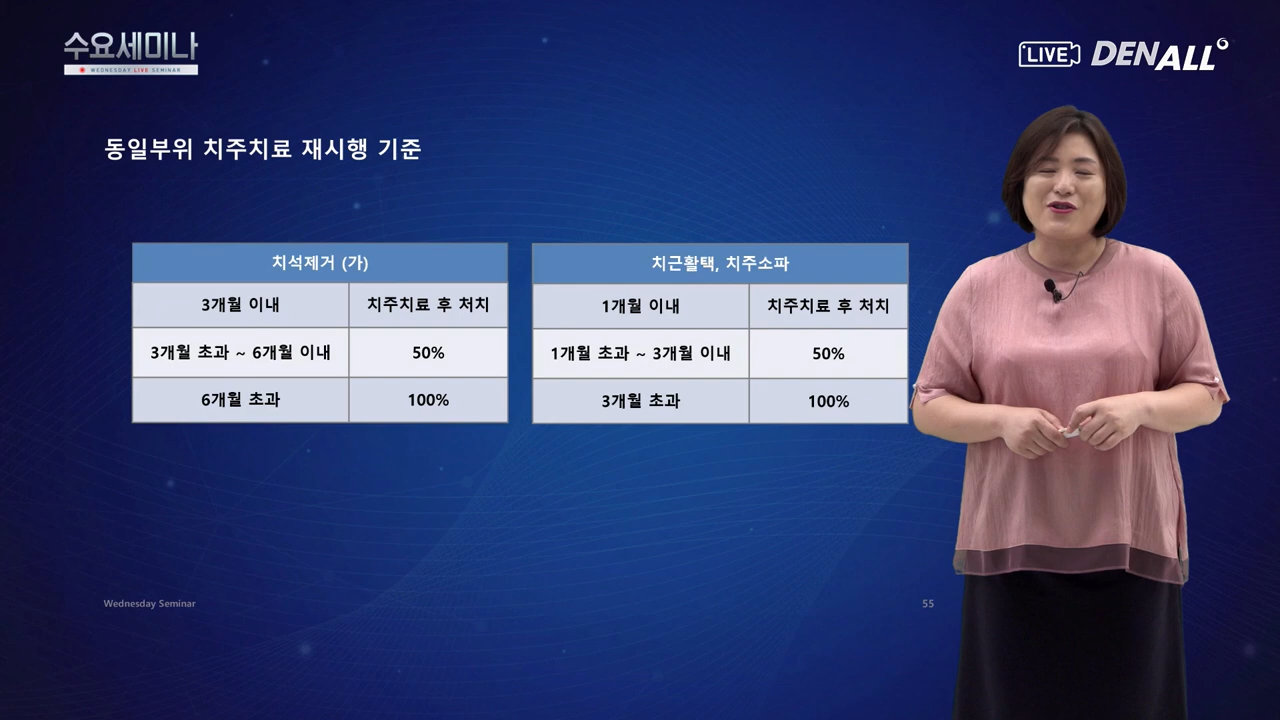 수요세미나
WEDNESDAY LIVE SEMINAR
LIVE
DENALL
동일부위 치주치료 재시행 기준
치석제거 (가)
3개월 이내 치주치료 후 처치
3개월 초과 ~ 6개월 이내 50%
6개월 초과 100%
치근활택, 치주소파
1개월 이내 치주치료 후 처치
1개월 초과 ~ 3개월 이내 50%
3개월 초과 100%
Wednesday Seminar
55